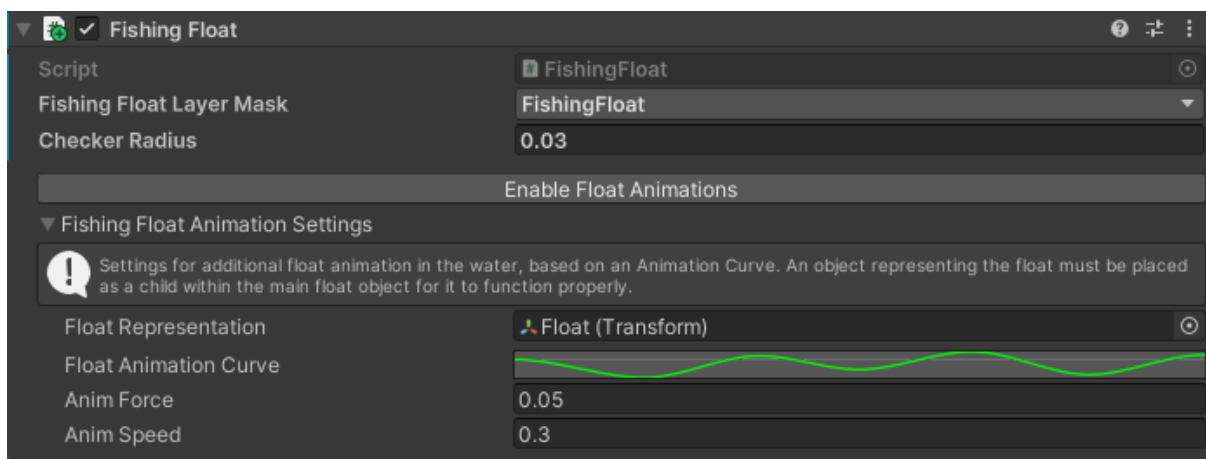 Fishing Float
Script FishingFloat
Fishing Float Layer Mask FishingFloat
Checker Radius 0.03
Enable Float Animations
Fishing Float Animation Settings
Settings for additional float animation in the water, based on an Animation Curve. An object representing the float must be placed
as a child within the main float object for it to function properly.
Float Representation Float (Transform)
Float Animation Curve
Anim Force 0.05
Anim Speed 0.3